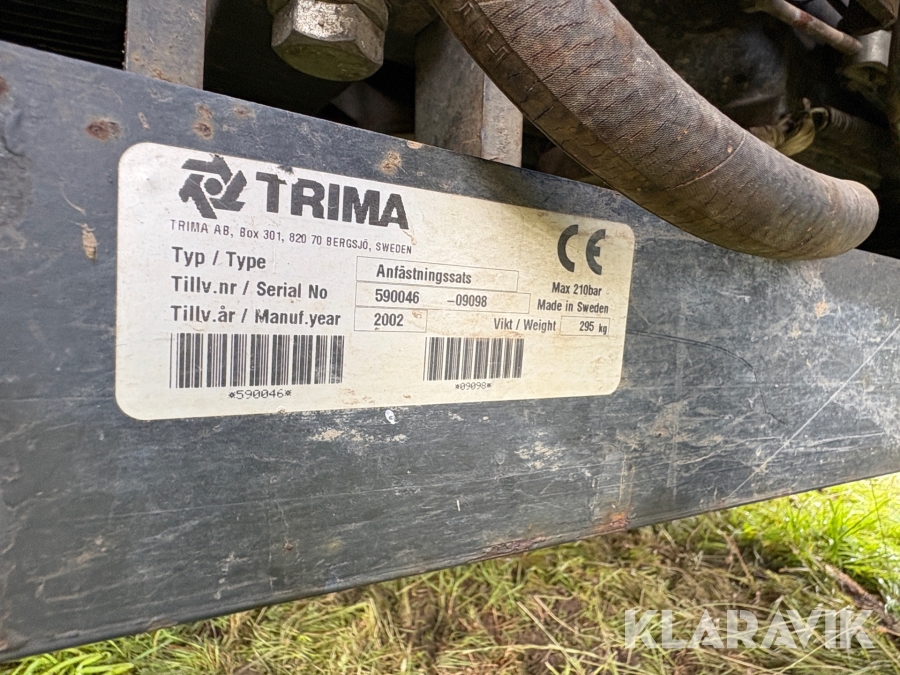 TRIMA
TRIMA AB, Box 301, 820 70 BERGSJÖ, SWEDEN
Typ / Type Anfästningssats
Tillv.nr / Serial No 590046 -09098
Tillv.år / Manuf.year 2002
CE
Max 210bar
Made in Sweden
Vikt / Weight 295 kg
*590046* *09098*
KLARAVIK